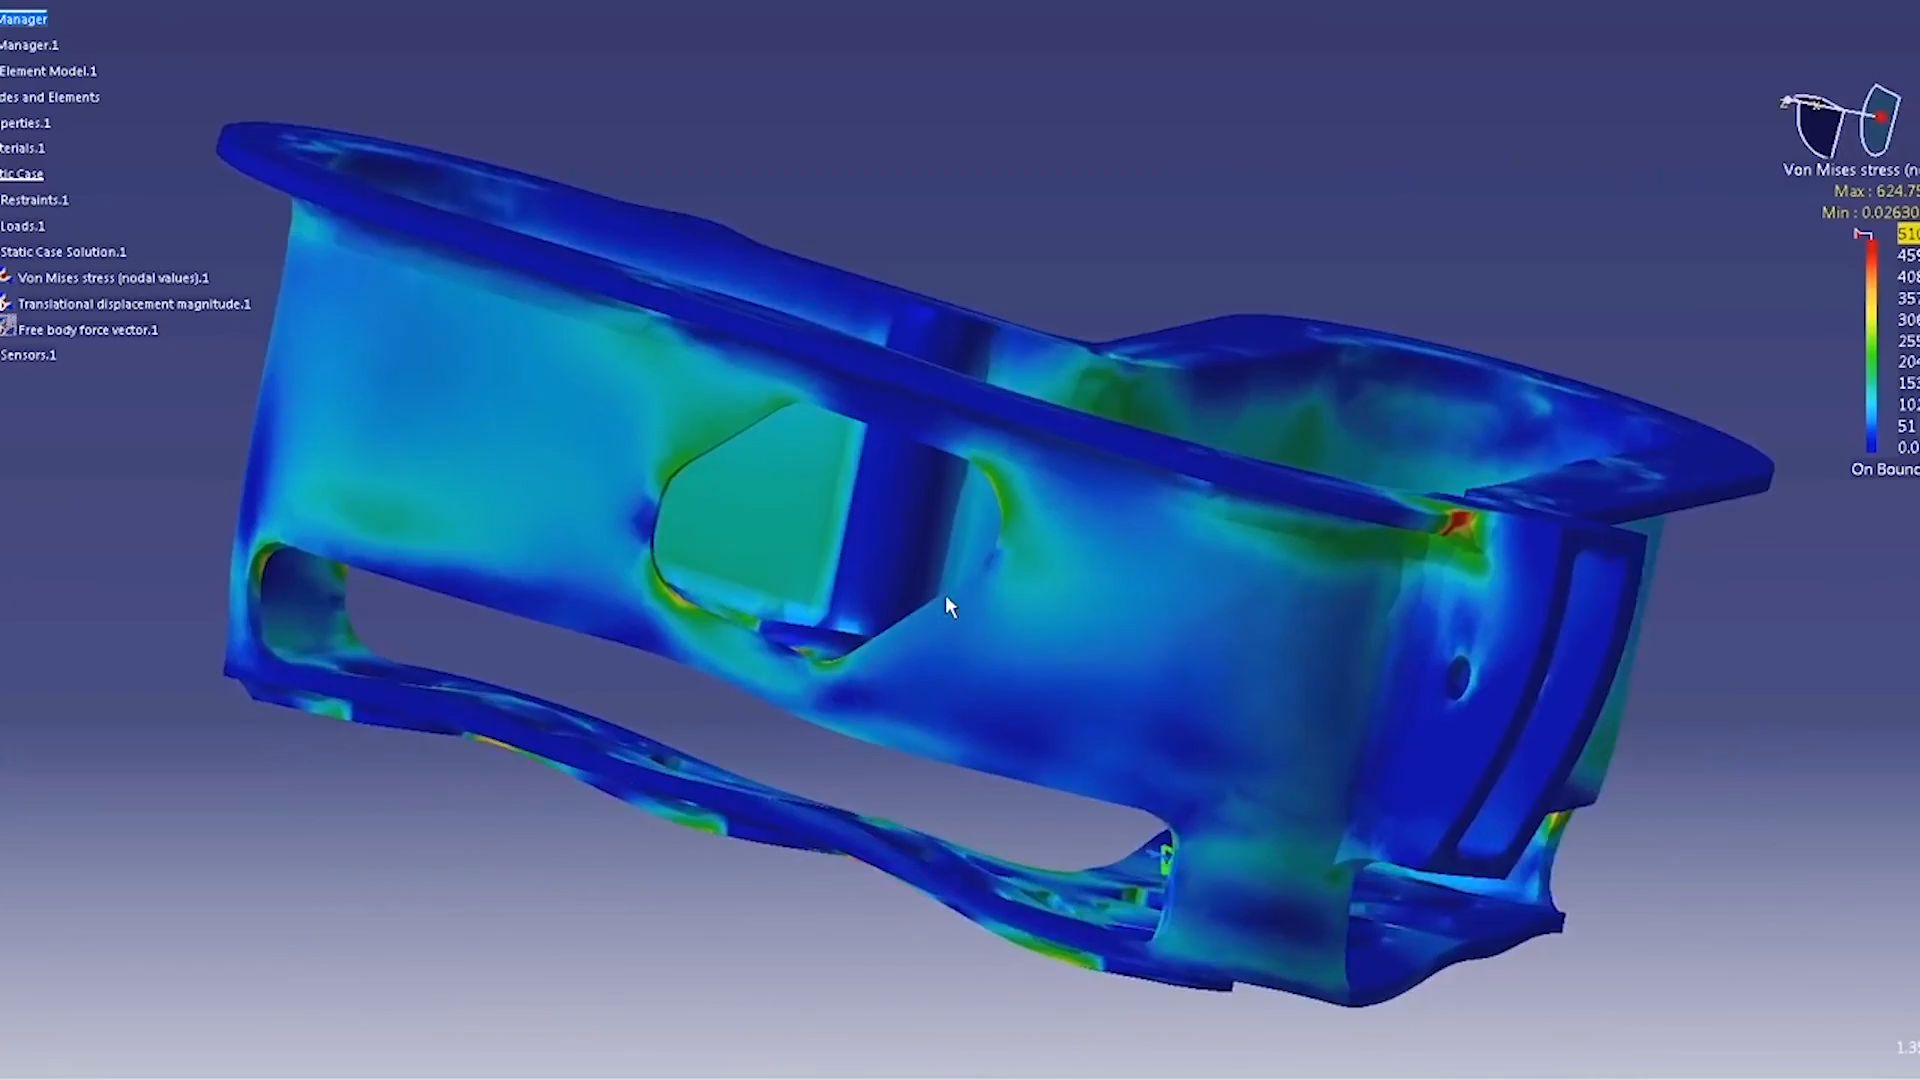 Manager
Manager.1
Element Model.1
des and Elements
perties.1
terials.1
tic Case
Restraints.1
Loads.1
Static Case Solution.1
Von Mises stress (nodal values).1
Translational displacement magnitude.1
Free body force vector.1
Sensors.1
Z
X
Von Mises stress (n
Max : 624.75
Min : 0.02630
510
459
408
357
306
255
204
153
102
51
0.0
On Bound
1.35